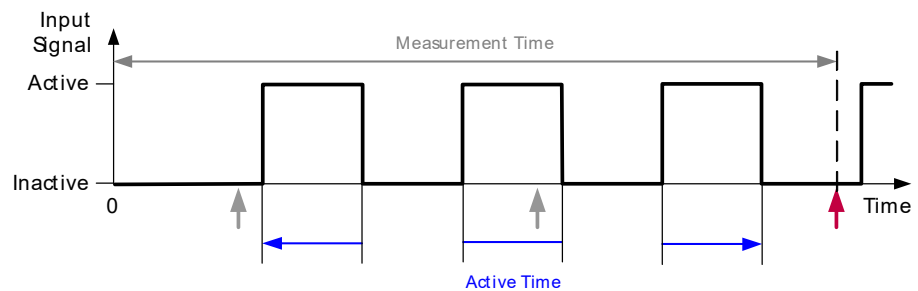 Input
Signal
Measurement Time
Active
Inactive
0
Time
Active Time